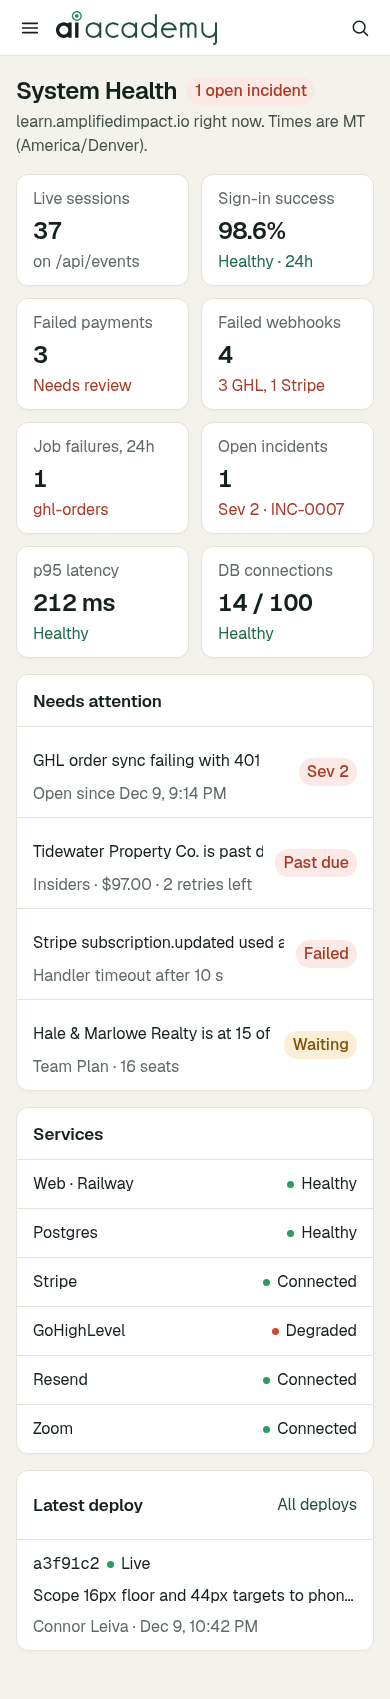 ai academy
System Health 1 open incident
learn.amplifiedimpact.io right now. Times are MT
(America/Denver).
Live sessions
37
on /api/events
Sign-in success
98.6%
Healthy · 24h
Failed payments
3
Needs review
Failed webhooks
4
3 GHL, 1 Stripe
Job failures, 24h
1
ghl-orders
Open incidents
1
Sev 2 · INC-0007
p95 latency
212 ms
Healthy
DB connections
14 / 100
Healthy
Needs attention
GHL order sync failing with 401
Open since Dec 9, 9:14 PM
Sev 2
Tidewater Property Co. is past d
Insiders · $97.00 · 2 retries left
Past due
Stripe subscription.updated used a
Handler timeout after 10 s
Failed
Hale & Marlowe Realty is at 15 of
Team Plan · 16 seats
Waiting
Services
Web · Railway Healthy
Postgres Healthy
Stripe Connected
GoHighLevel Degraded
Resend Connected
Zoom Connected
Latest deploy All deploys
a3f91c2 Live
Scope 16px floor and 44px targets to phon...
Connor Leiva · Dec 9, 10:42 PM